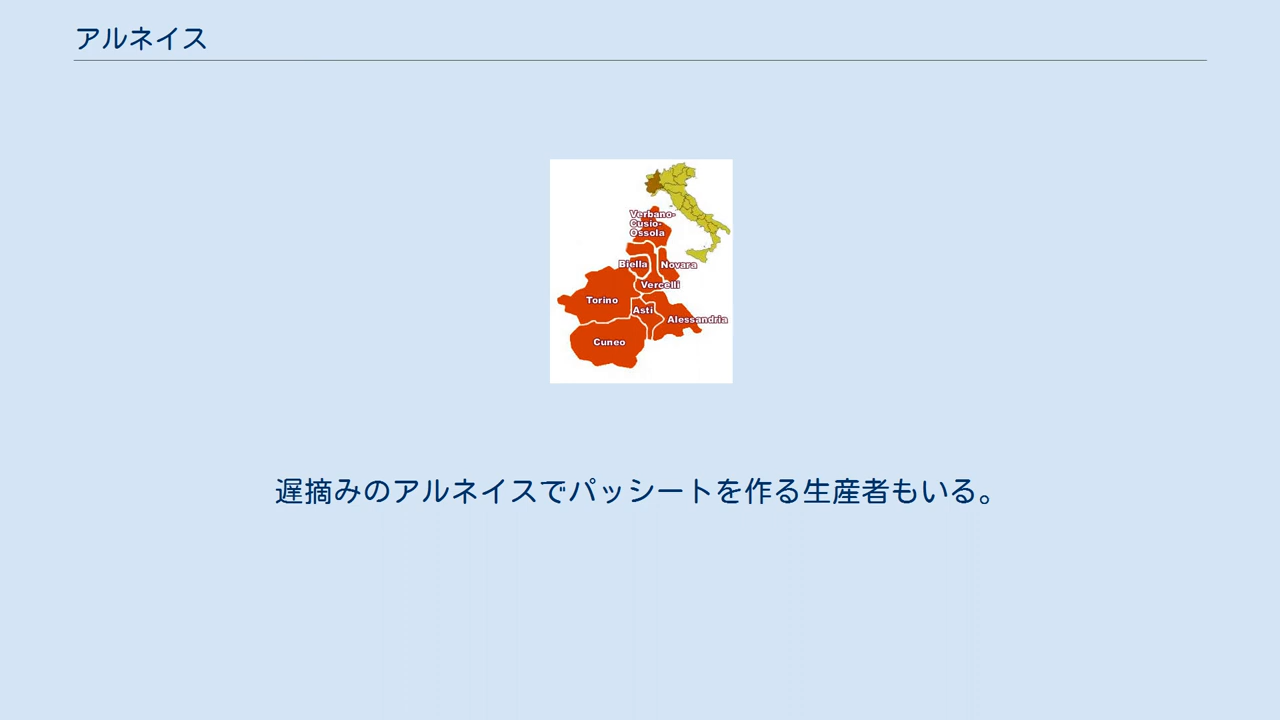 アルネイス
Verbano-
Cusio-
Ossola
Biella
Novara
Vercelli
Torino
Asti
Alessandria
Cuneo
遅摘みのアルネイスでパッシートを作る生産者もいる。